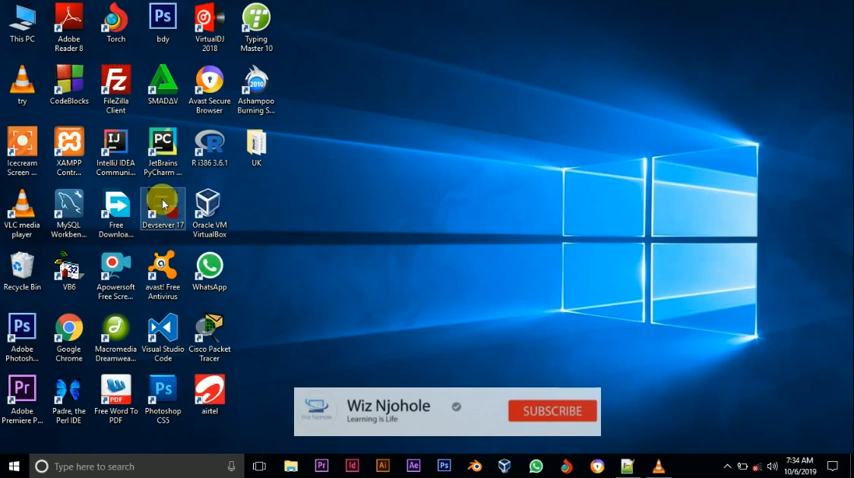 This PC
Adobe
Reader 8
Torch
bdy
VirtualDJ
2018
Typing
Master 10
try
CodeBlocks
FileZilla
Client
SMADAV
Avast Secure
Browser
Ashampoo
Burning S...
Icecream
Screen ...
XAMPP
Contr...
IntelliJ IDEA
Communi...
JetBrains
PyCharm ...
R i386 3.6.1
UK
VLC media
player
MySQL
Workben...
Free
Downloa...
Devserver 17
Oracle VM
VirtualBox
Recycle Bin
VB6
Apowersoft
Free Scre...
avast! Free
Antivirus
WhatsApp
Adobe
Photosh...
Google
Chrome
Macromedia
Dreamwea...
Visual Studio
Code
Cisco Packet
Tracer
Adobe
Premiere P...
Padre, the
Perl IDE
Free Word To
PDF
Photoshop
CS5
airtel
Wiz Njohole
Learning is Life
SUBSCRIBE
Type here to search
7:34 AM
10/6/2019